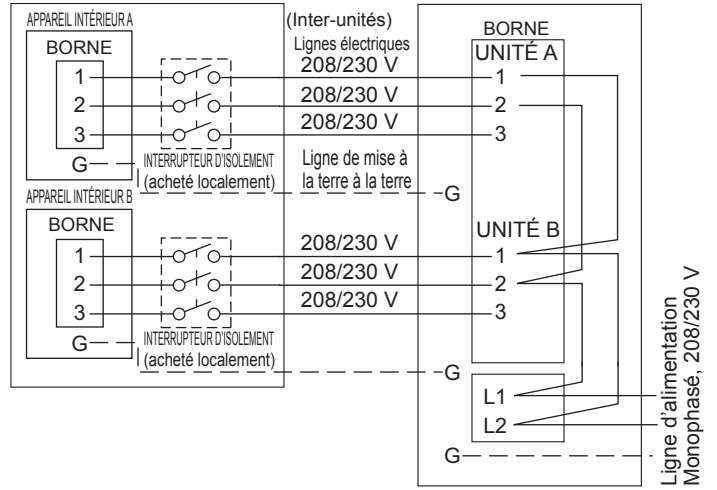 APPAREIL INTÉRIEUR A
BORNE
1
2
3
G
INTERRUPTEUR D'ISOLEMENT
(acheté localement)
(Inter-unités)
Lignes électriques
208/230 V
208/230 V
208/230 V
Ligne de mise à
la terre à la terre
BORNE
UNITÉ A
1
2
3
G
APPAREIL INTÉRIEUR B
BORNE
1
2
3
G
INTERRUPTEUR D'ISOLEMENT
(acheté localement)
208/230 V
208/230 V
208/230 V
UNITÉ B
1
2
3
G
L1
L2
G
Ligne d'alimentation
Monophasé, 208/230 V